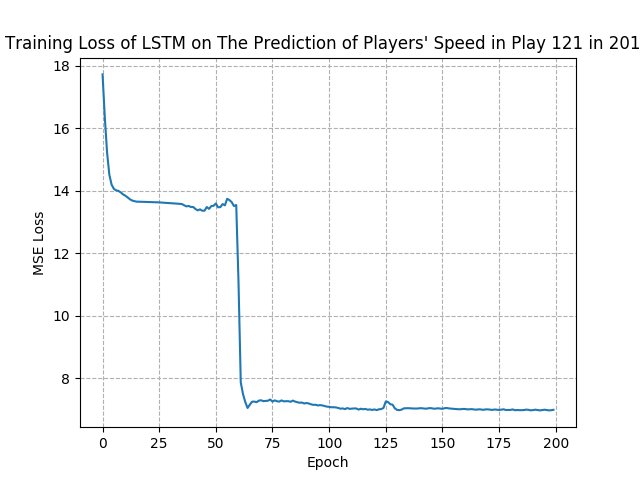 Training Loss of LSTM on The Prediction of Players' Speed in Play 121 in 201
18
16
14
12
10
8
MSE Loss
0 25 50 75 100 125 150 175 200
Epoch